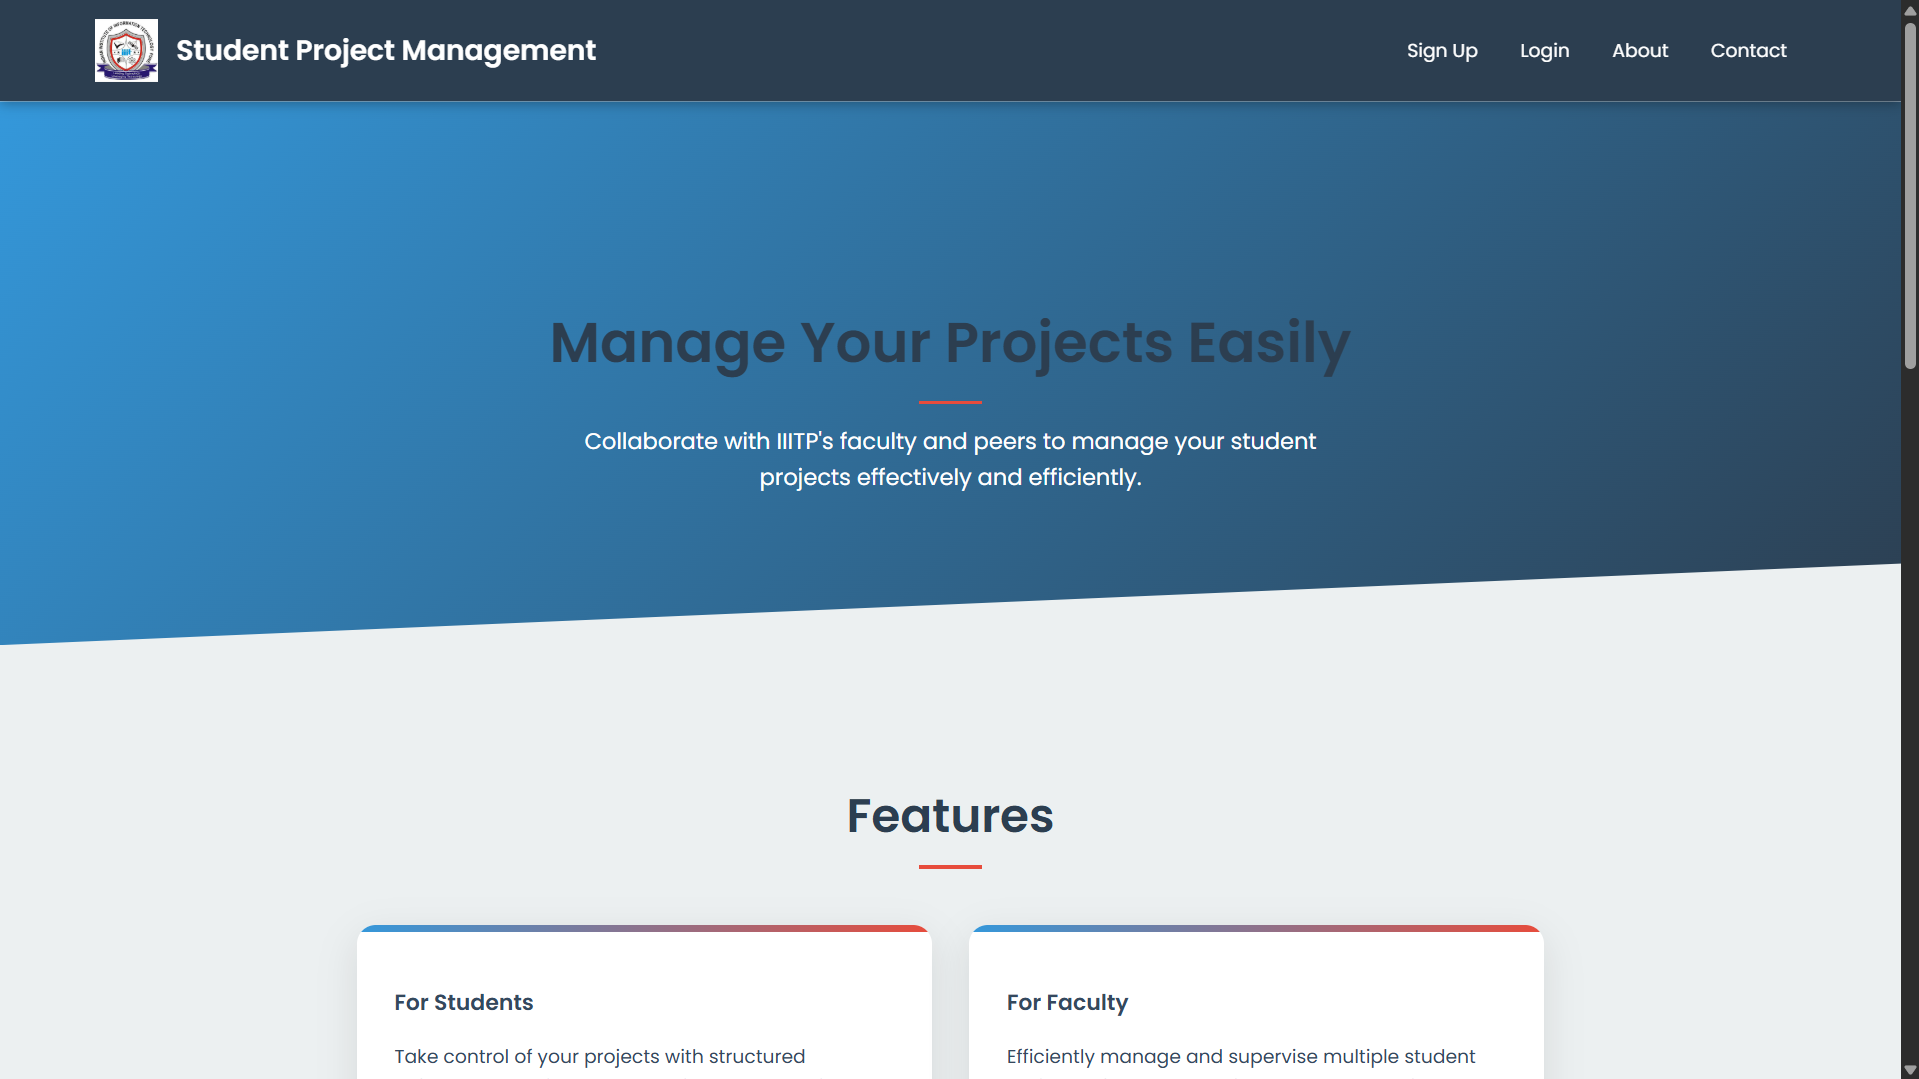 Student Project Management
Sign Up
Login
About
Contact
Manage Your Projects Easily
Collaborate with IIITP's faculty and peers to manage your student
projects effectively and efficiently.
Features
For Students
Take control of your projects with structured
For Faculty
Efficiently manage and supervise multiple student